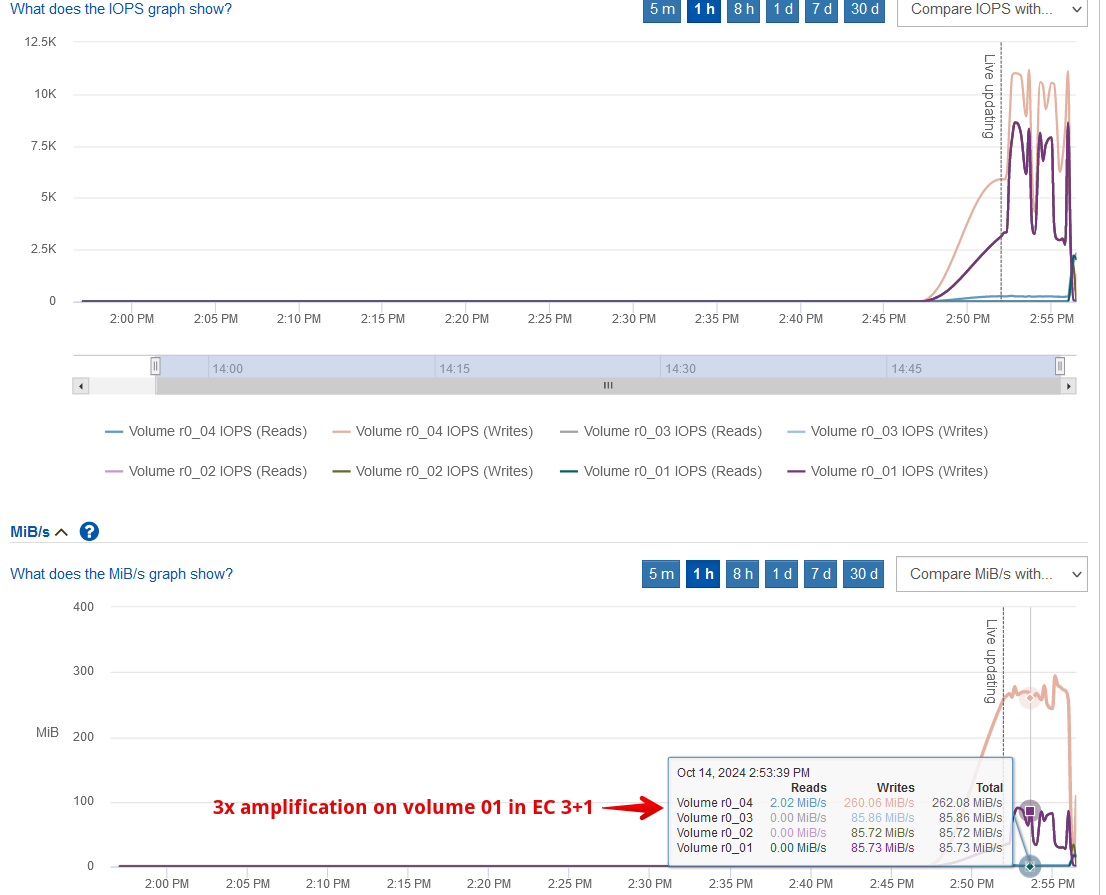 What does the IOPS graph show?
5 m 1 h 8 h 1 d 7 d 30 d Compare IOPS with...
12.5K
10K
7.5K
5K
2.5K
0
Live updating
2:00 PM 2:05 PM 2:10 PM 2:15 PM 2:20 PM 2:25 PM 2:30 PM 2:35 PM 2:40 PM 2:45 PM 2:50 PM 2:55 PM
14:00 14:15 14:30 14:45
Volume r0_04 IOPS (Reads) Volume r0_04 IOPS (Writes) Volume r0_03 IOPS (Reads) Volume r0_03 IOPS (Writes)
Volume r0_02 IOPS (Reads) Volume r0_02 IOPS (Writes) Volume r0_01 IOPS (Reads) Volume r0_01 IOPS (Writes)
MiB/s ?
What does the MiB/s graph show?
5 m 1 h 8 h 1 d 7 d 30 d Compare MiB/s with...
400
300
MiB 200
100
0
Live updating
3x amplification on volume 01 in EC 3+1
Oct 14, 2024 2:53:39 PM
Reads Writes Total
Volume r0_04 2.02 MiB/s 260.06 MiB/s 262.08 MiB/s
Volume r0_03 0.00 MiB/s 85.86 MiB/s 85.86 MiB/s
Volume r0_02 0.00 MiB/s 85.72 MiB/s 85.72 MiB/s
Volume r0_01 0.00 MiB/s 85.73 MiB/s 85.73 MiB/s
2:00 PM 2:05 PM 2:10 PM 2:15 PM 2:20 PM 2:25 PM 2:30 PM 2:35 PM 2:40 PM 2:45 PM 2:50 PM 2:55 PM